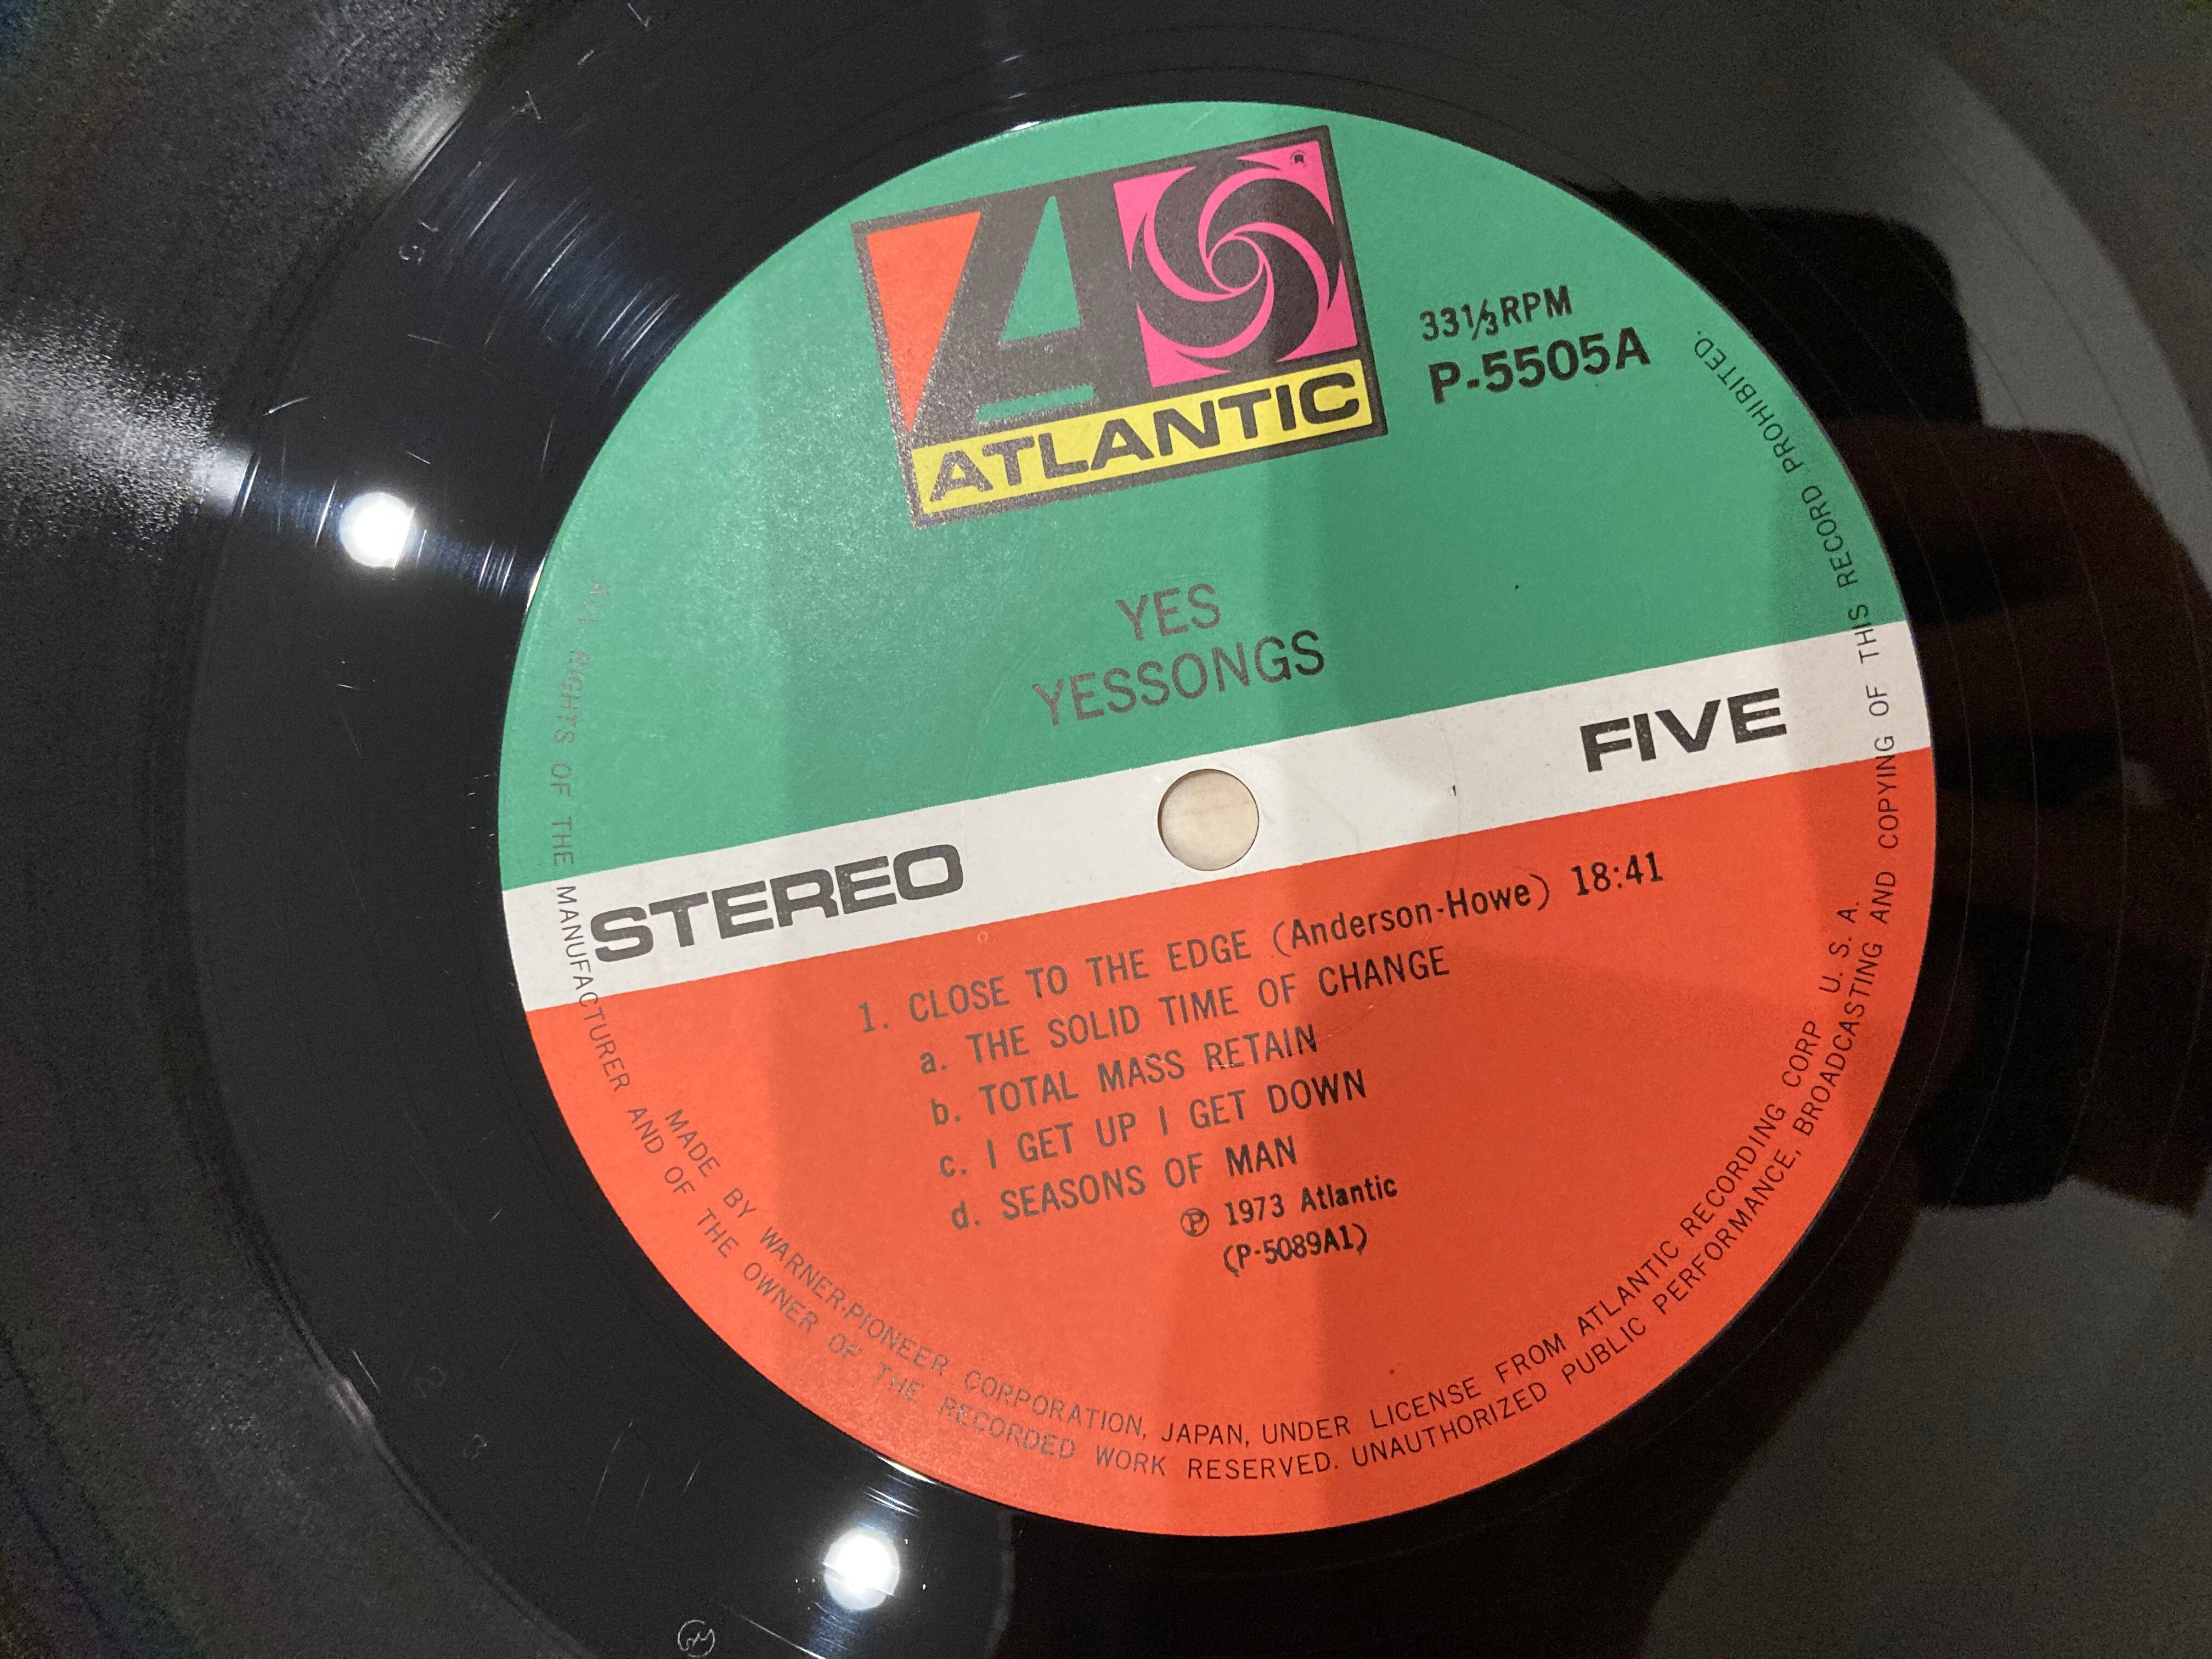 ATLANTIC
33⅓RPM
P-5505A
YES
YESSONGS
STEREO
FIVE
1. CLOSE TO THE EDGE (Anderson-Howe) 18:41
a. THE SOLID TIME OF CHANGE
b. TOTAL MASS RETAIN
c. I GET UP I GET DOWN
d. SEASONS OF MAN
℗ 1973 Atlantic
(P-5089A1)
MADE BY WARNER-PIONEER CORPORATION, JAPAN, UNDER LICENSE FROM ATLANTIC RECORDING CORP U. S. A.
ALL RIGHTS OF THE MANUFACTURER AND OF THE OWNER OF THE RECORDED WORK RESERVED. UNAUTHORIZED PUBLIC PERFORMANCE, BROADCASTING AND COPYING OF THIS RECORD PROHIBITED.